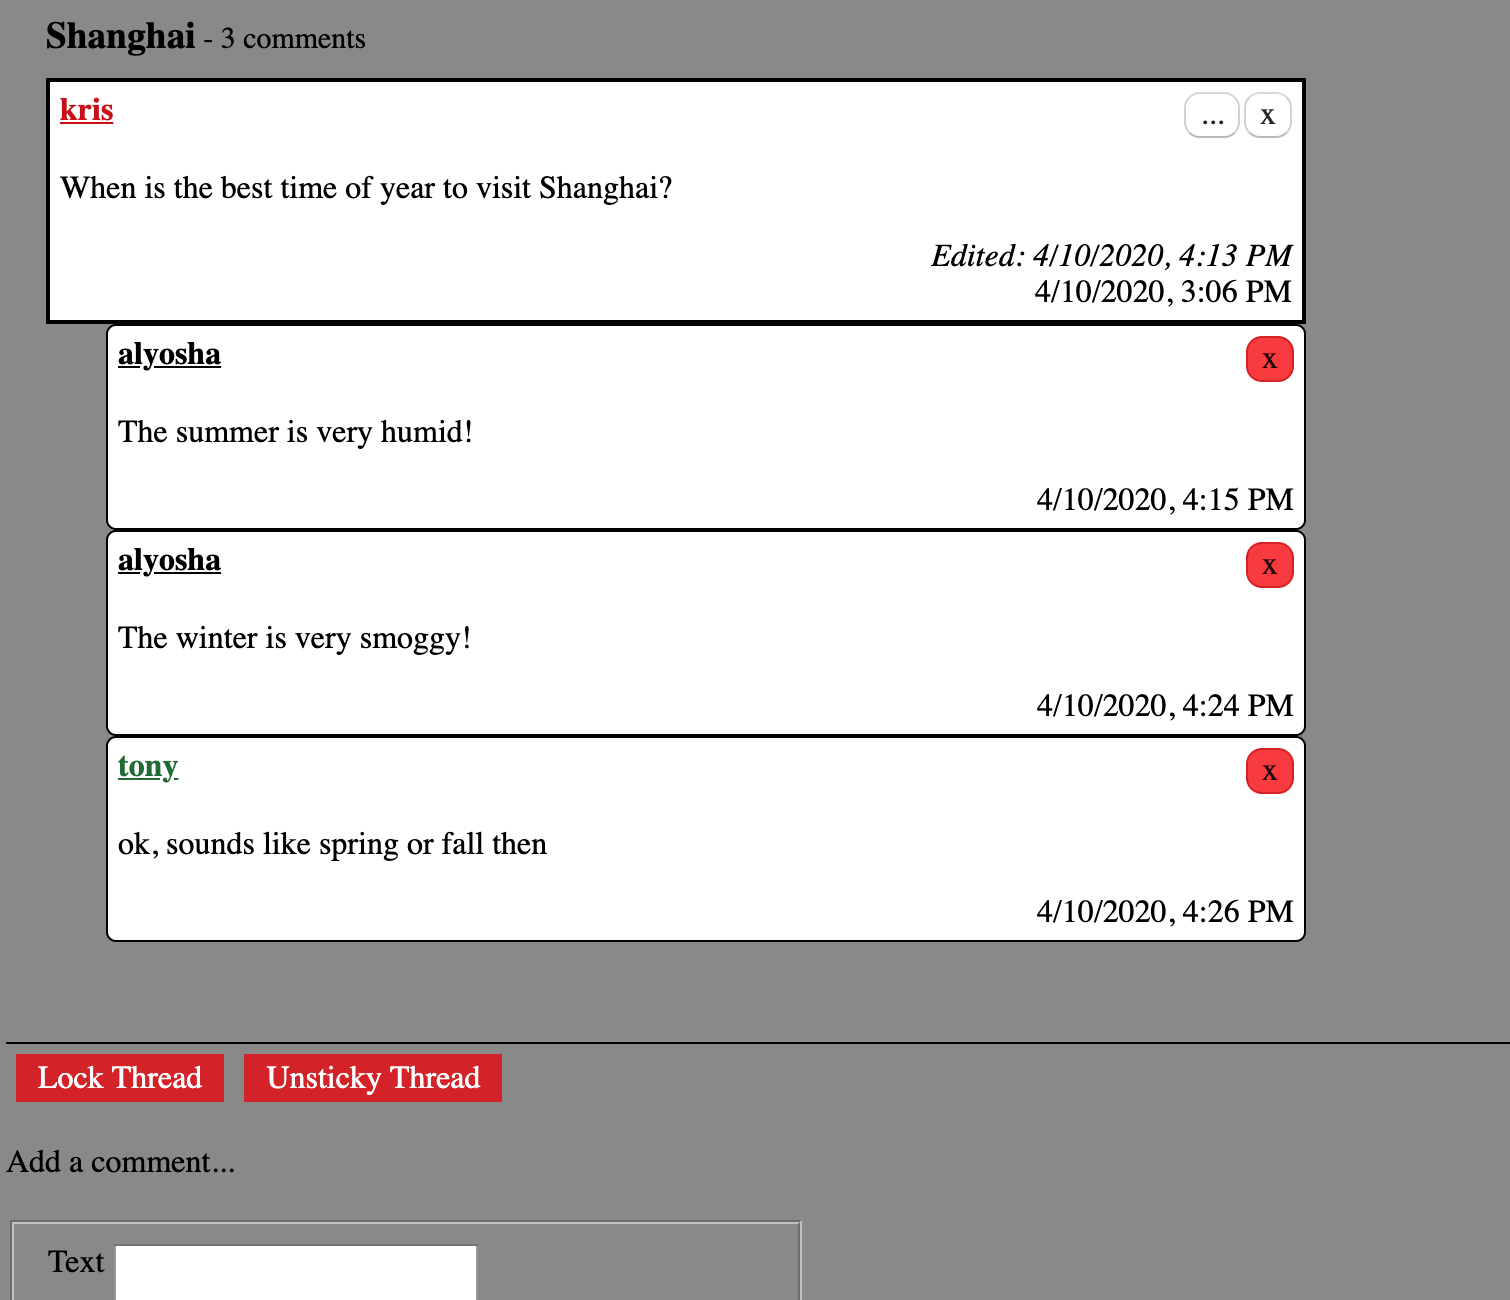 Shanghai - 3 comments
kris
... x
When is the best time of year to visit Shanghai?
Edited: 4/10/2020, 4:13 PM
4/10/2020, 3:06 PM
alyosha
x
The summer is very humid!
4/10/2020, 4:15 PM
alyosha
x
The winter is very smoggy!
4/10/2020, 4:24 PM
tony
x
ok, sounds like spring or fall then
4/10/2020, 4:26 PM
Lock Thread Unsticky Thread
Add a comment...
Text